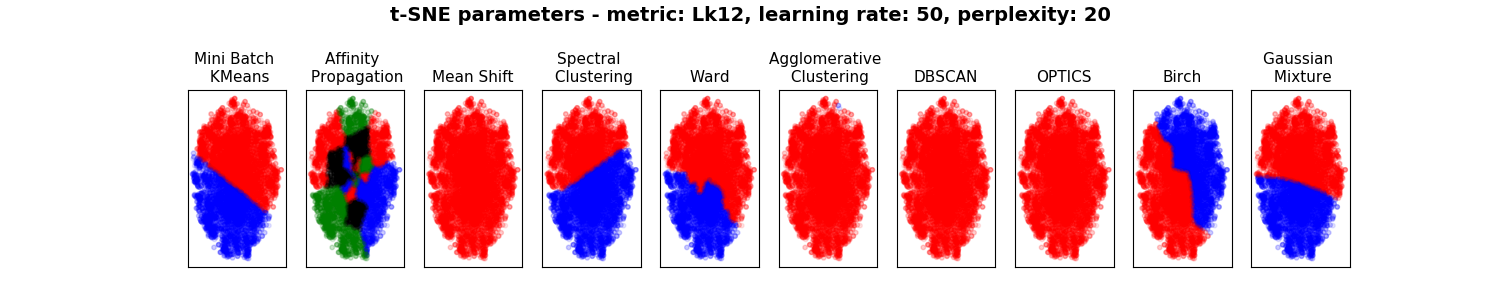 t-SNE parameters - metric: Lk12, learning rate: 50, perplexity: 20
Mini Batch
KMeans
Affinity
Propagation
Mean Shift
Spectral
Clustering
Ward
Agglomerative
Clustering
DBSCAN
OPTICS
Birch
Gaussian
Mixture